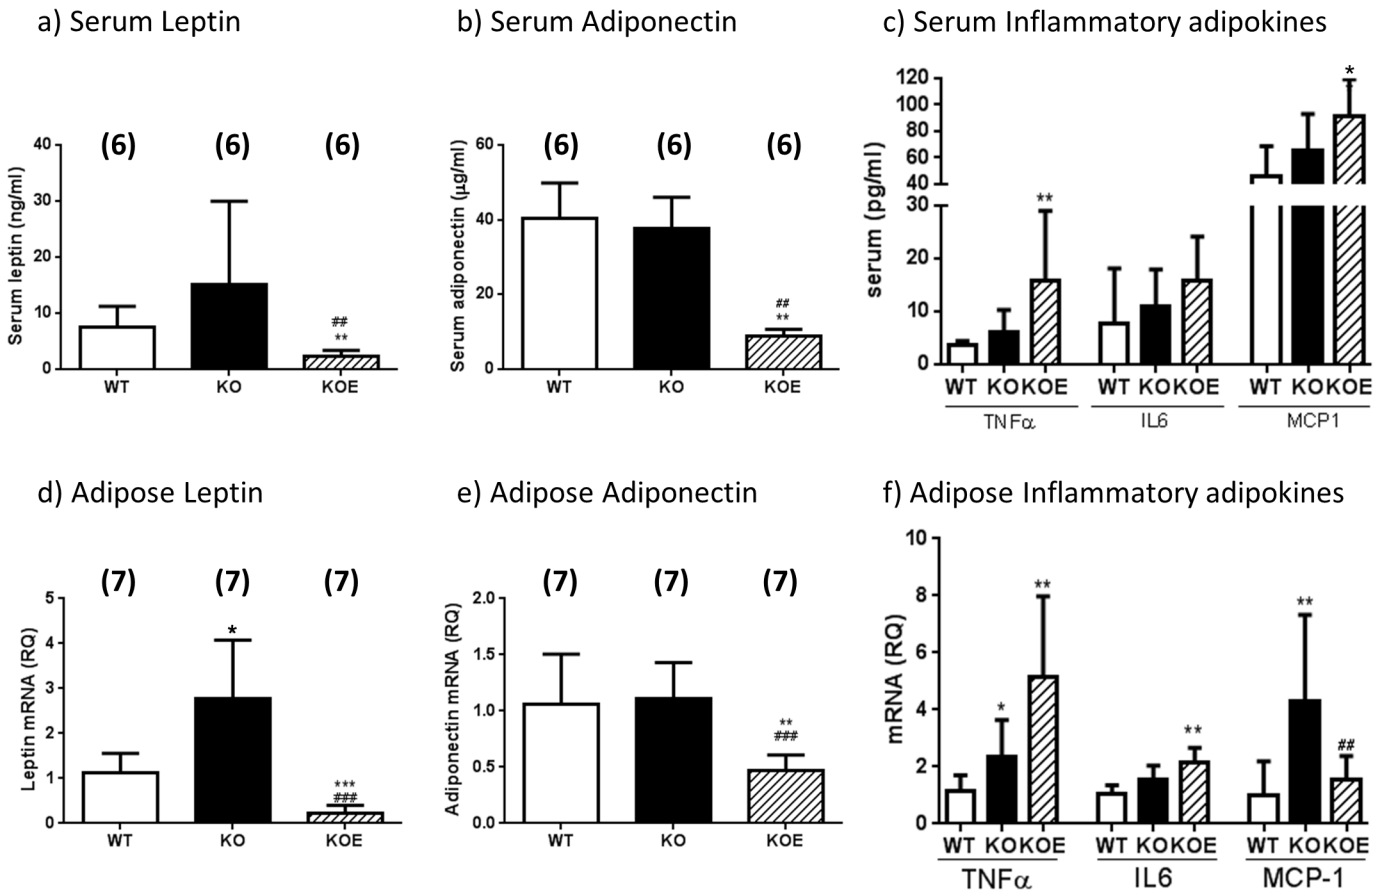 a) Serum Leptin
(6) (6) (6)
Serum leptin (ng/ml)
40
30
20
10
0
##
**
WT KO KOE
b) Serum Adiponectin
(6) (6) (6)
Serum adiponectin (µg/ml)
60
40
20
0
##
**
WT KO KOE
c) Serum Inflammatory adipokines
serum (pg/ml)
120
100
80
60
40
30
20
10
0
**
*
WT KO KOE WT KO KOE WT KO KOE
TNFα IL6 MCP1
d) Adipose Leptin
(7) (7) (7)
Leptin mRNA (RQ)
5
4
3
2
1
0
*
***
###
WT KO KOE
e) Adipose Adiponectin
(7) (7) (7)
Adiponectin mRNA (RQ)
2.0
1.5
1.0
0.5
0.0
**
###
WT KO KOE
f) Adipose Inflammatory adipokines
mRNA (RQ)
10
8
6
4
2
0
* ** ** ** ##
WT KO KOE WT KO KOE WT KO KOE
TNFα IL6 MCP-1